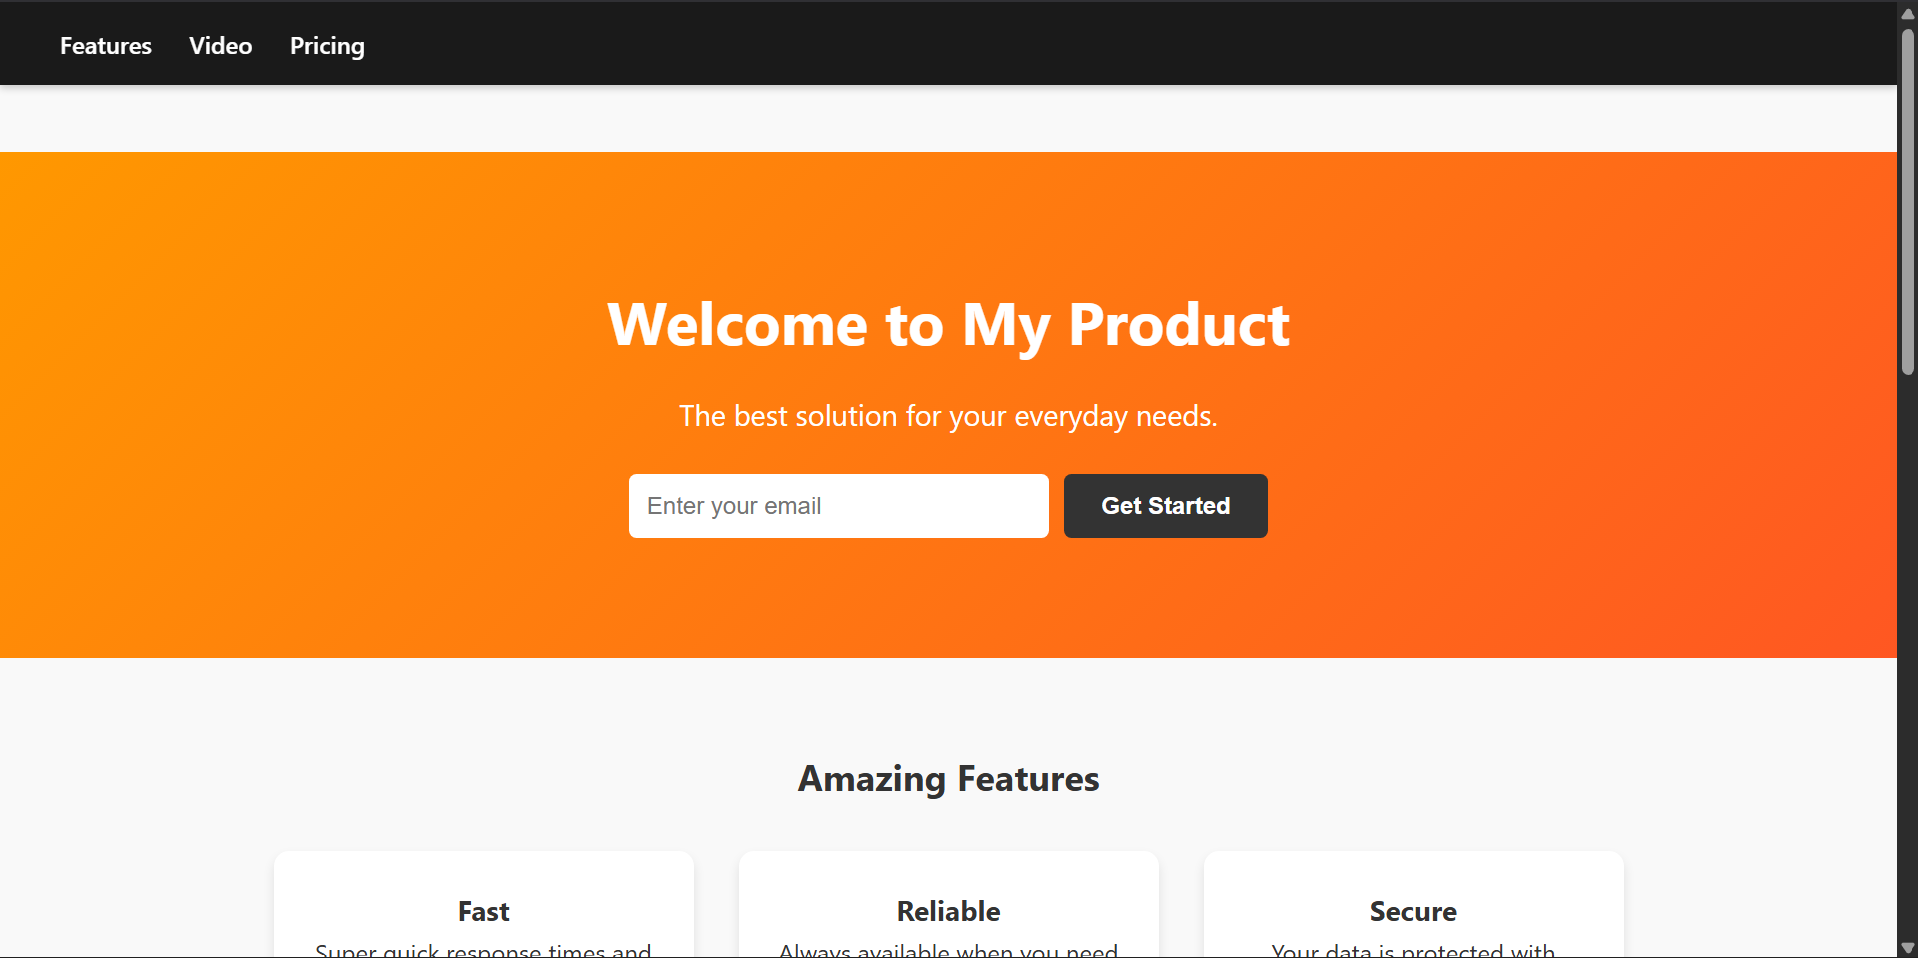 Features Video Pricing
Welcome to My Product
The best solution for your everyday needs.
Enter your email Get Started
Amazing Features
Fast Reliable Secure
Super quick response times and Always available when you need Your data is protected with